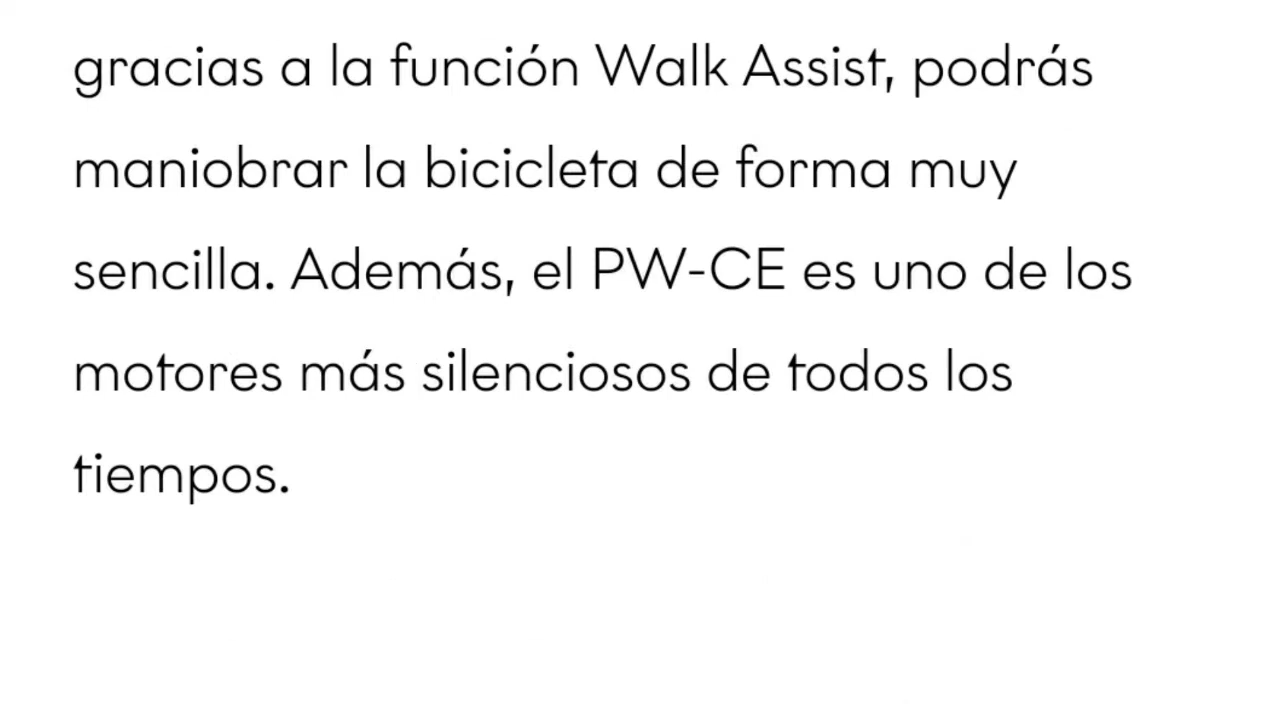 gracias a la función Walk Assist, podrás
maniobrar la bicicleta de forma muy
sencilla. Además, el PW-CE es uno de los
motores más silenciosos de todos los
tiempos.